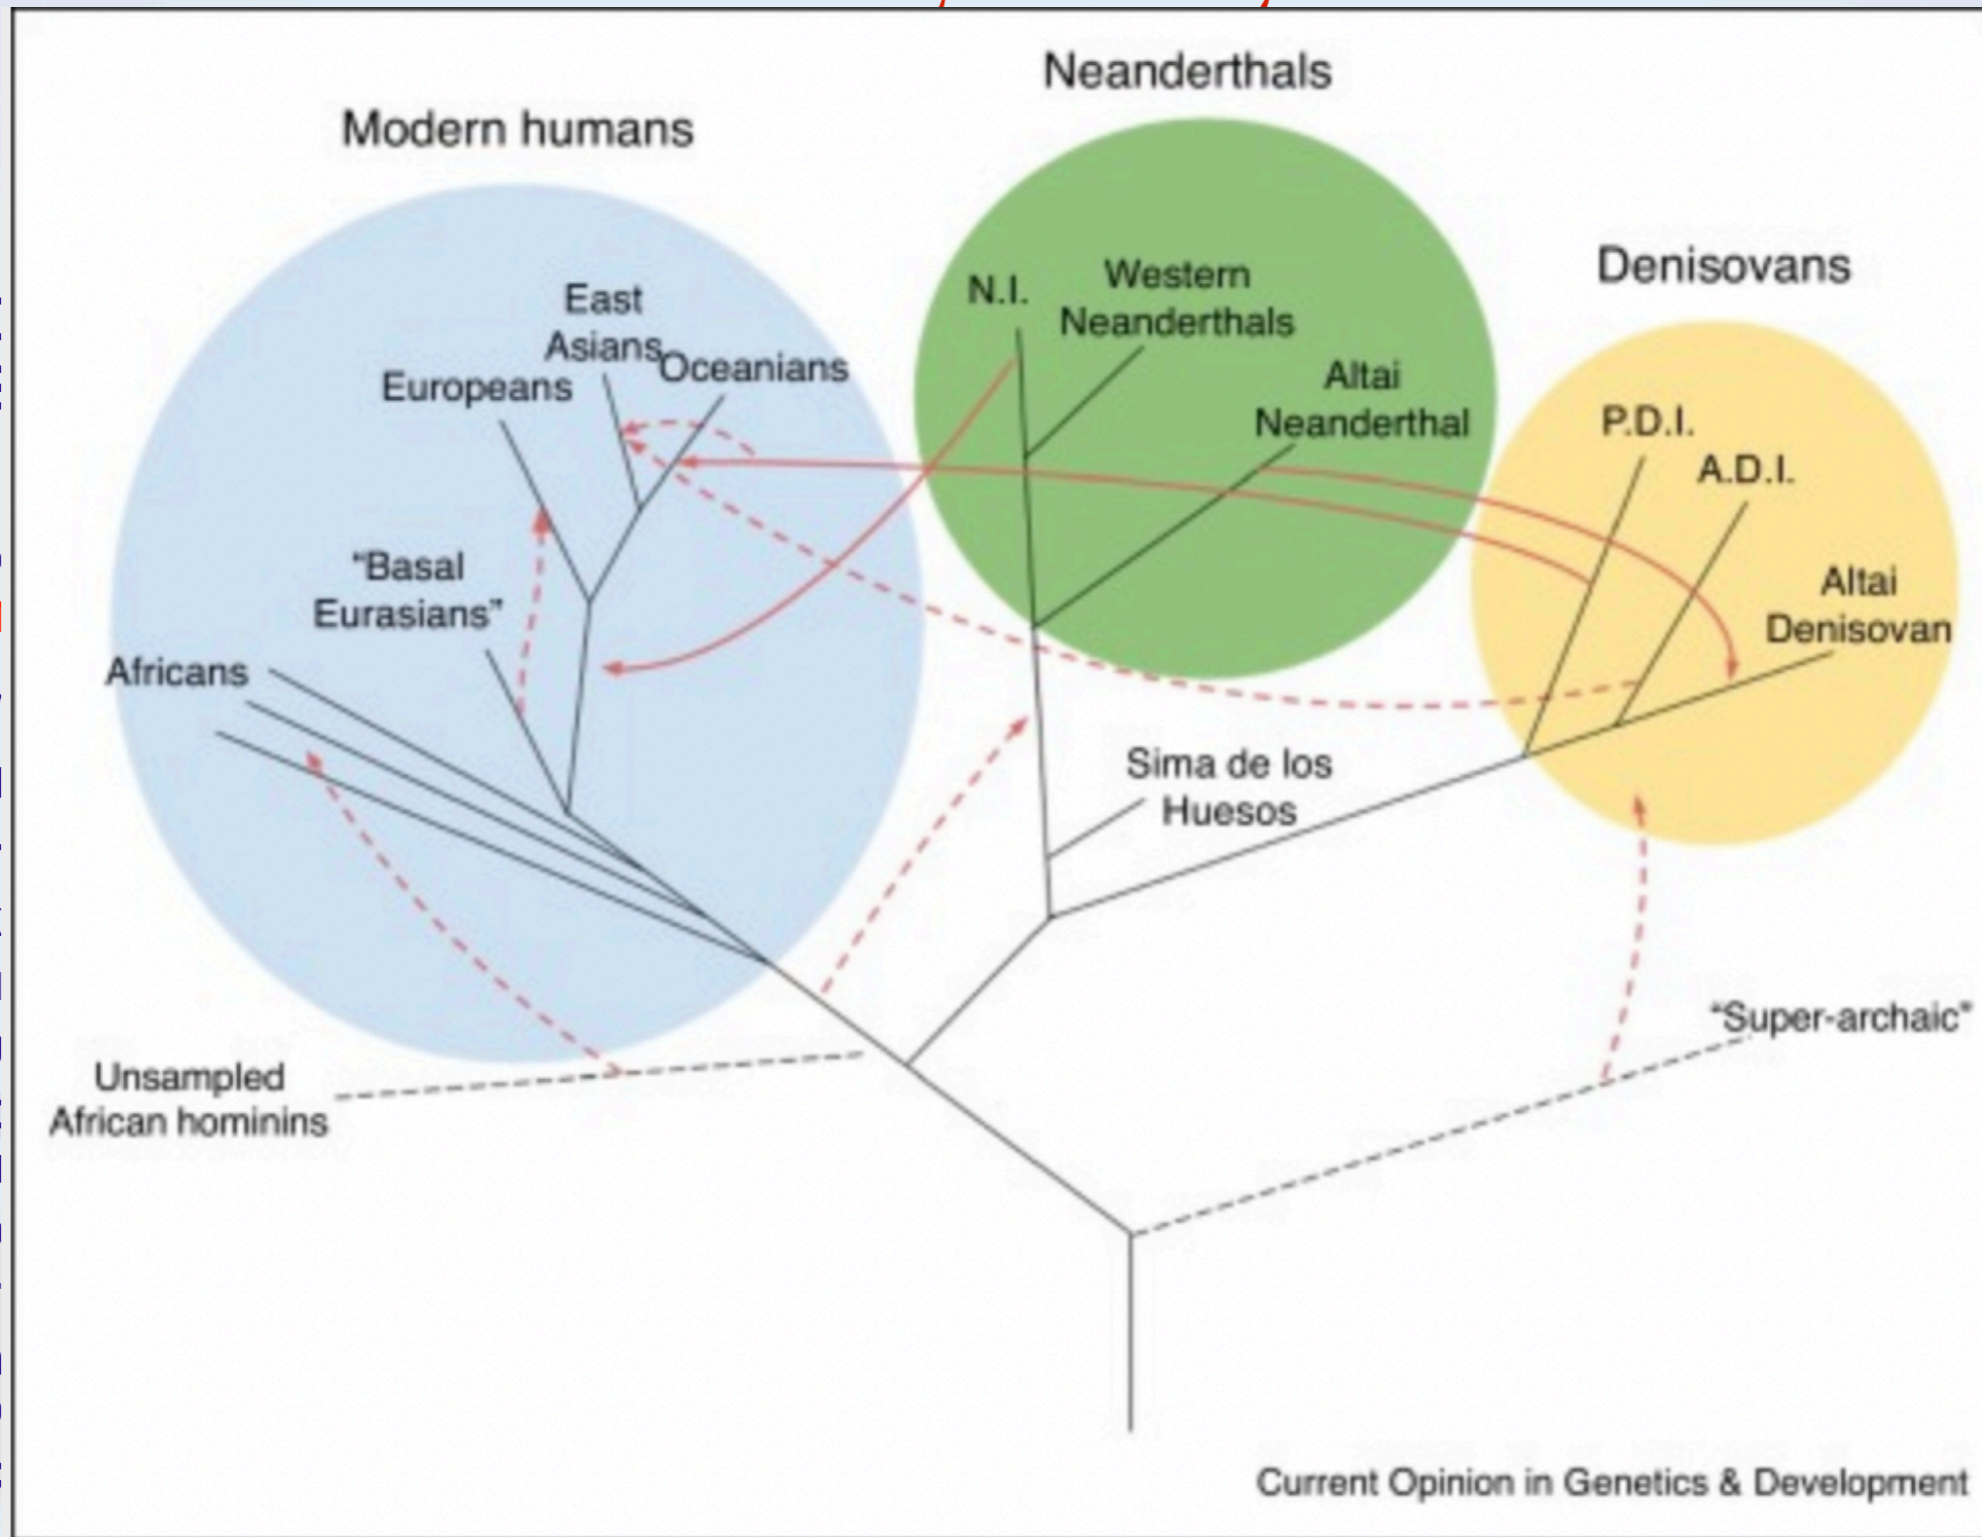 Neanderthals
Modern humans
Denisovans
East
Asians
Oceanians
Europeans
"Basal
Eurasians"
Africans
N.I.
Western
Neanderthals
Altai
Neanderthal
P.D.I.
A.D.I.
Altai
Denisovan
Sima de los
Huesos
"Super-archaic"
Unsampled
African hominins
Current Opinion in Genetics & Development